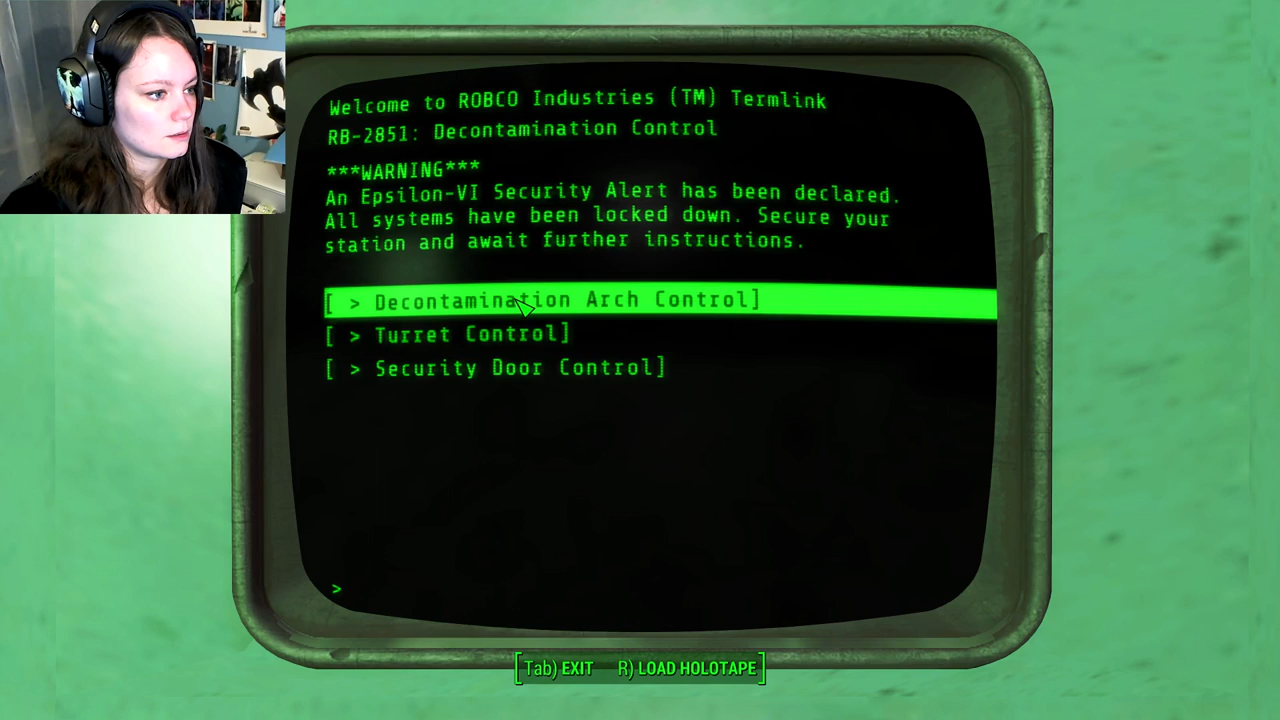 Welcome to ROBCO Industries (TM) Termlink
RB-2851: Decontamination Control
***WARNING***
An Epsilon-VI Security Alert has been declared.
All systems have been locked down. Secure your
station and await further instructions.
[ > Decontamination Arch Control]
[ > Turret Control]
[ > Security Door Control]
>
[Tab) EXIT R) LOAD HOLOTAPE]